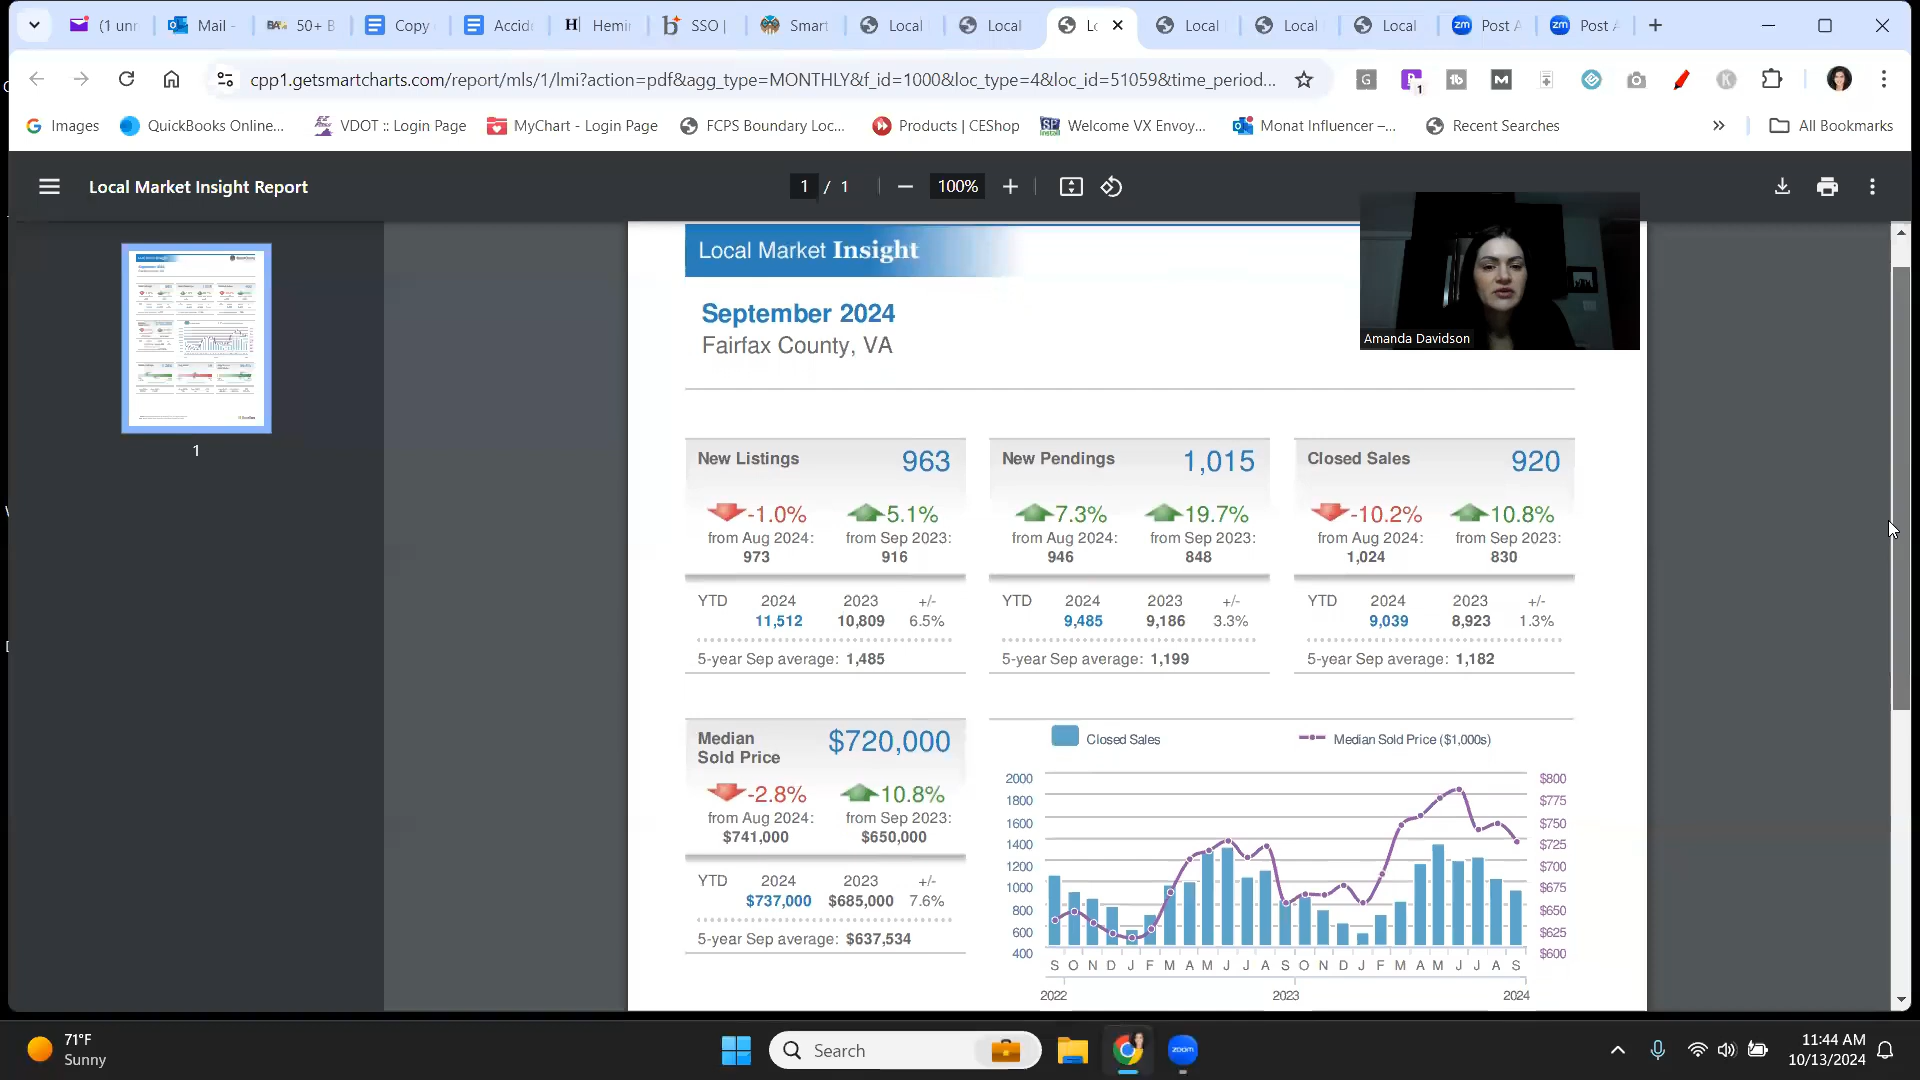 (1 unr
Mail -
50+ B
Copy
Accid
Hemin
SSO |
Smart
Local
Local
Local
Local
Local
Post A
Post A
cpp1.getsmartcharts.com/report/mls/1/lmi?action=pdf&agg_type=MONTHLY&f_id=1000&loc_type=4&loc_id=51059&time_period...
Images
QuickBooks Online...
VDOT :: Login Page
MyChart - Login Page
FCPS Boundary Loc...
Products | CEShop
Welcome VX Envoy...
Monat Influencer –...
Recent Searches
All Bookmarks
Local Market Insight Report
1 / 1
100%
Local Market Insight
September 2024
Fairfax County, VA
Amanda Davidson
1
New Listings 963
-1.0% 5.1%
from Aug 2024: from Sep 2023:
973 916
YTD 2024 2023 +/-
11,512 10,809 6.5%
5-year Sep average: 1,485
New Pendings 1,015
7.3% 19.7%
from Aug 2024: from Sep 2023:
946 848
YTD 2024 2023 +/-
9,485 9,186 3.3%
5-year Sep average: 1,199
Closed Sales 920
-10.2% 10.8%
from Aug 2024: from Sep 2023:
1,024 830
YTD 2024 2023 +/-
9,039 8,923 1.3%
5-year Sep average: 1,182
Median
Sold Price $720,000
-2.8% 10.8%
from Aug 2024: from Sep 2023:
$741,000 $650,000
YTD 2024 2023 +/-
$737,000 $685,000 7.6%
5-year Sep average: $637,534
Closed Sales Median Sold Price ($1,000s)
2000 $800
1800 $775
1600 $750
1400 $725
1200 $700
1000 $675
800 $650
600 $625
400 $600
S O N D J F M A M J J A S O N D J F M A M J J A S
2022 2023 2024
71°F
Sunny
Search
zoom
11:44 AM
10/13/2024